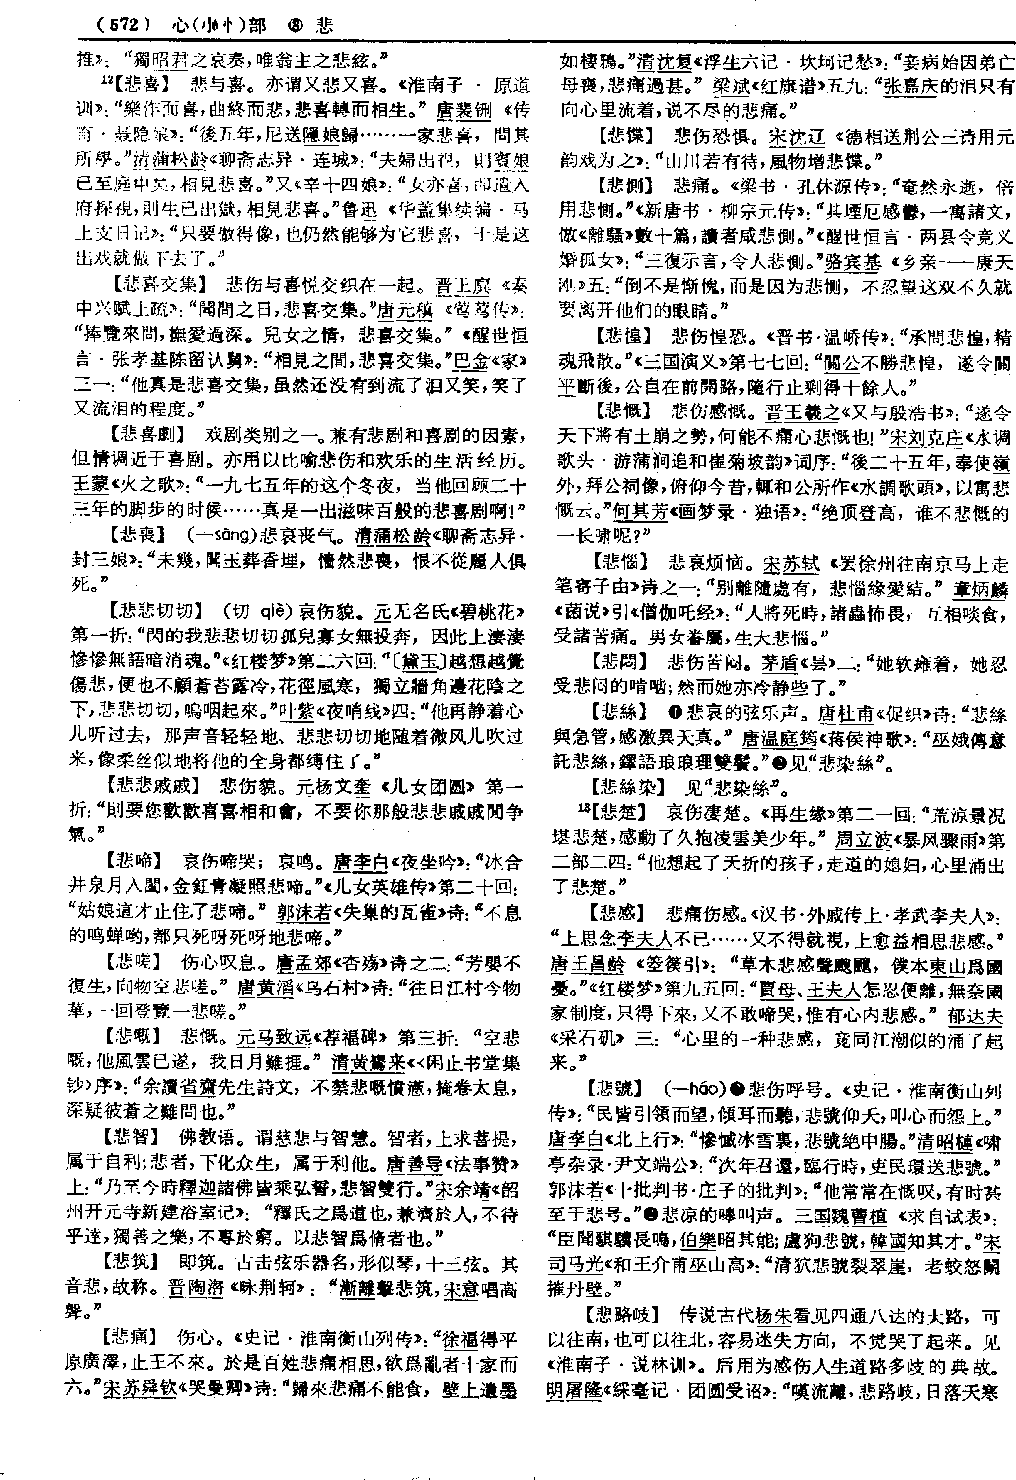 （572） 心(小忄)部 ⑧ 悲
推》：“獨昭君之哀奏，唯翁主之悲絃。”
¹²【悲喜】 悲与喜。亦谓又悲又喜。《淮南子·原道
训》：“樂作而喜，曲終而悲，悲喜轉而相生。” 唐裴铏《传
奇·聂隐娘》：“後五年，尼送隱娘歸……一家悲喜，問其
所學。”清蒲松龄《聊斋志异·连城》：“夫婦出視，則賓娘
已至庭中矣，相見悲喜。”又《辛十四娘》：“女亦喜，即遣入
府探視，則生已出獄，相見悲喜。”鲁迅《华盖集续编·马
上支日记》：“只要做得像，也仍然能够为它悲喜，于是这
出戏就做下去了。”
【悲喜交集】 悲伤与喜悦交织在一起。晋王廙《奏
中兴赋上疏》：“聞問之日，悲喜交集。”唐元稹《莺莺传》：
“捧覽來問，撫愛過深。兒女之情，悲喜交集。”《醒世恒
言·张孝基陈留认舅》：“相見之間，悲喜交集。”巴金《家》
三一：“他真是悲喜交集，虽然还没有到流了泪又笑，笑了
又流泪的程度。”
【悲喜劇】 戏剧类别之一。兼有悲剧和喜剧的因素，
但情调近于喜剧。亦用以比喻悲伤和欢乐的生活经历。
王蒙《火之歌》：“一九七五年的这个冬夜，当他回顾二十
三年的脚步的时候……真是一出滋味百般的悲喜剧啊！”
【悲喪】 （—sàng）悲哀丧气。清蒲松龄《聊斋志异·
封三娘》：“未幾，聞玉葬香埋，愴然悲喪，恨不從麗人俱
死。”
【悲悲切切】 （切 qiè）哀伤貌。元无名氏《碧桃花》
第一折：“閃的我悲悲切切孤兒寡女無投奔，因此上凄凄
慘慘無語暗消魂。”《红楼梦》第二六回：“〔黛玉〕越想越覺
傷悲，便也不顧蒼苔露冷，花徑風寒，獨立牆角邊花陰之
下，悲悲切切，嗚咽起來。”叶紫《夜哨线》四：“他再静着心
儿听过去，那声音轻轻地、悲悲切切地随着微风儿吹过
来，像柔丝似地将他的全身都缚住了。”
【悲悲戚戚】 悲伤貌。元杨文奎《儿女团圆》第一
折：“則要您歡歡喜喜相和會，不要你那般悲悲戚戚閒争
氣。”
【悲啼】 哀伤啼哭；哀鸣。唐李白《夜坐吟》：“冰合
井泉月入閨，金釭青凝照悲啼。”《儿女英雄传》第二十回：
“姑娘這才止住了悲啼。” 郭沫若《失巢的瓦雀》诗：“不息
的鸣蝉哟，都只死呀死呀地悲啼。”
【悲嗟】 伤心叹息。唐孟郊《杏殇》诗之二：“芳嬰不
復生，向物空悲嗟。” 唐黄滔《乌石村》诗：“往日江村今物
華，一回登覽一悲嗟。”
【悲嘅】 悲慨。元马致远《荐福碑》第三折：“空悲
嘅，他風雲已遂，我日月難捱。” 清黄鷟来《〈闲止书堂集
钞〉序》：“余讀省齋先生詩文，不禁悲嘅憤懣，掩卷太息，
深疑彼蒼之難問也。”
【悲智】 佛教语。谓慈悲与智慧。智者，上求菩提，
属于自利；悲者，下化众生，属于利他。唐善导《法事赞》
上：“乃至今時釋迦諸佛皆乘弘誓，悲智雙行。”宋余靖《韶
州开元寺新建浴室记》：“釋氏之爲道也，兼濟於人，不待
乎達，獨善之樂，不專於窮。以悲智爲脩者也。”
【悲筑】 即筑。古击弦乐器名，形似琴，十三弦。其
音悲，故称。晋陶潜《咏荆轲》：“漸離擊悲筑，宋意唱高
聲。”
【悲痛】 伤心。《史记·淮南衡山列传》：“徐福得平
原廣澤，止王不來。於是百姓悲痛相思，欲爲亂者十家而
六。”宋苏舜钦《哭曼卿》诗：“歸來悲痛不能食，壁上遺墨
如棲鴉。”清沈复《浮生六记·坎坷记愁》：“妾病始因弟亡
母喪，悲痛過甚。” 梁斌《红旗谱》五九：“张嘉庆的泪只有
向心里流着，说不尽的悲痛。”
【悲惵】 悲伤恐惧。宋沈辽《德相送荆公三诗用元
韵戏为之》：“山川若有待，風物增悲惵。”
【悲惻】 悲痛。《梁书·孔休源传》：“奄然永逝，倍
用悲惻。”《新唐书·柳宗元传》：“其堙厄感鬱，一寓諸文，
倣《離騷》數十篇，讀者咸悲惻。”《醒世恒言·两县令竞义
婚孤女》：“三復示言，令人悲惻。”骆宾基《乡亲——康天
刚》五：“倒不是惭愧，而是因为悲恻，不忍望这双不久就
要离开他们的眼睛。”
【悲惶】 悲伤惶恐。《晋书·温峤传》：“承問悲惶，精
魂飛散。”《三国演义》第七七回：“關公不勝悲惶，遂令關
平斷後，公自在前開路，隨行止剩得十餘人。”
【悲慨】 悲伤感慨。晋王羲之《又与殷浩书》：“遂令
天下將有土崩之勢，何能不痛心悲慨也！”宋刘克庄《水调
歌头·游蒲涧追和崔菊坡韵》词序：“後二十五年，奉使嶺
外，拜公祠像，俯仰今昔，輒和公所作《水調歌頭》，以寓悲
慨云。”何其芳《画梦录·独语》：“绝顶登高，谁不悲慨的
一长啸呢？”
【悲惱】 悲哀烦恼。宋苏轼《罢徐州往南京马上走
笔寄子由》诗之一：“别離隨處有，悲惱緣愛結。” 章炳麟
《菌说》引《僧伽吒经》：“人將死時，諸蟲怖畏，互相啖食，
受諸苦痛。男女眷屬，生大悲惱。”
【悲悶】 悲伤苦闷。茅盾《昙》二：“她软瘫着，她忍
受悲闷的啃啮；然而她亦冷静些了。”
【悲絲】 ❶悲哀的弦乐声。唐杜甫《促织》诗：“悲絲
與急管，感激異天真。” 唐温庭筠《蒋侯神歌》：“巫娥傳意
託悲絲，鐸語琅琅理雙鬢。”❷见“悲染絲”。
【悲絲染】 见“悲染絲”。
¹³【悲楚】 哀伤凄楚。《再生缘》第二一回：“荒凉景况
堪悲楚，感動了久抱凌雲美少年。” 周立波《暴风骤雨》第
二部二四：“他想起了夭折的孩子，走道的媳妇，心里涌出
了悲楚。”
【悲感】 悲痛伤感。《汉书·外戚传上·孝武李夫人》：
“上思念李夫人不已……又不得就視，上愈益相思悲感。”
唐王昌龄《箜篌引》：“草木悲感聲颼飀，僕本東山爲國
憂。”《红楼梦》第九五回：“賈母、王夫人怎忍便離，無奈國
家制度，只得下來，又不敢啼哭，惟有心内悲感。” 郁达夫
《采石矶》三：“心里的一种悲感，竟同江潮似的涌了起
来。”
【悲號】 （—háo）❶悲伤呼号。《史记·淮南衡山列
传》：“民皆引領而望，傾耳而聽，悲號仰天，叩心而怨上。”
唐李白《北上行》：“慘慽冰雪裏，悲號絶中腸。”清昭梿《啸
亭杂录·尹文端公》：“次年召還，臨行時，吏民環送悲號。”
郭沫若《十批判书·庄子的批判》：“他常常在慨叹，有时甚
至于悲号。”❷悲凉的嗥叫声。三国魏曹植《求自试表》：
“臣聞騏驥長鳴，伯樂昭其能；盧狗悲號，韓國知其才。”宋
司马光《和王介甫巫山高》：“清狖悲號裂翠崖，老蛟怒鬭
摧丹壁。”
【悲路岐】 传说古代杨朱看见四通八达的大路，可
以往南，也可以往北，容易迷失方向，不觉哭了起来。见
《淮南子·说林训》。后用为感伤人生道路多歧的典故。
明屠隆《綵毫记·团圆受诏》：“嘆流離，悲路岐，日落天寒